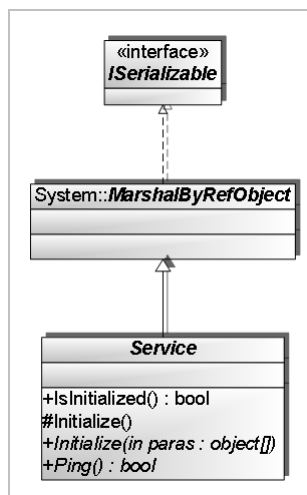 «interface»
ISerializable
System::MarshalByRefObject
Service
+IsInitialized() : bool
#Initialize()
+Initialize(in paras : object[])
+Ping() : bool